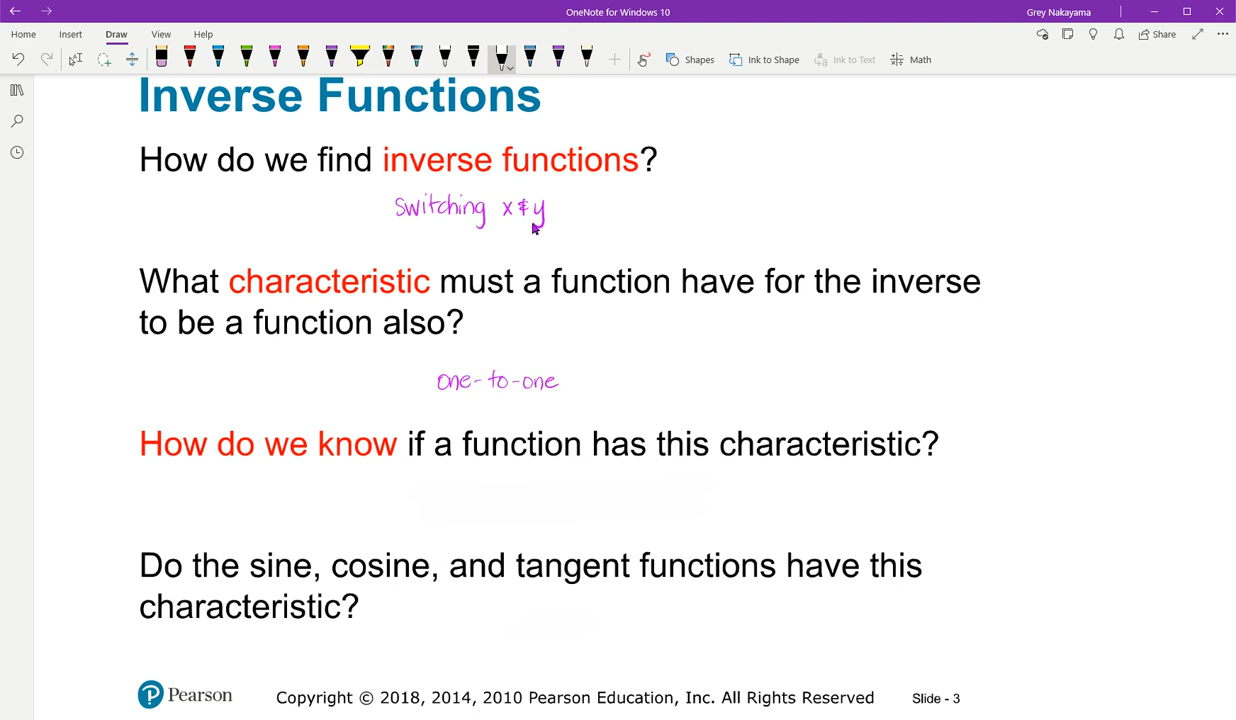 OneNote for Windows 10
Grey Nakayama
Home Insert Draw View Help
Share
Shapes Ink to Shape Ink to Text Math
Inverse Functions
How do we find inverse functions?
Switching x & y
What characteristic must a function have for the inverse
to be a function also?
one-to-one
How do we know if a function has this characteristic?
Do the sine, cosine, and tangent functions have this
characteristic?
Pearson
Copyright © 2018, 2014, 2010 Pearson Education, Inc. All Rights Reserved
Slide - 3